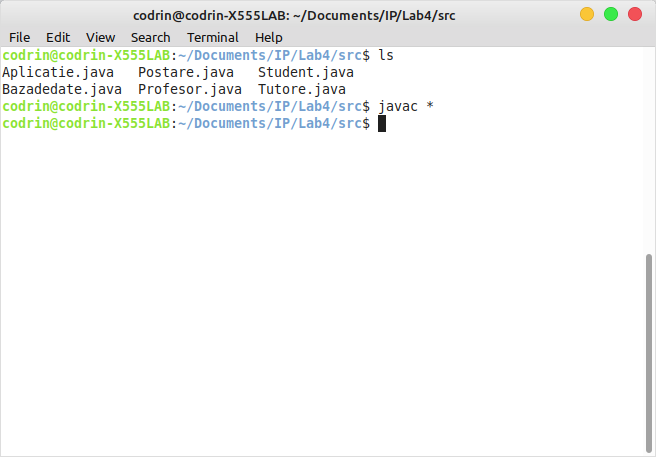 codrin@codrin-X555LAB: ~/Documents/IP/Lab4/src
File Edit View Search Terminal Help
codrin@codrin-X555LAB:~/Documents/IP/Lab4/src$ ls
Aplicatie.java   Postare.java   Student.java
Bazadedate.java  Profesor.java  Tutore.java
codrin@codrin-X555LAB:~/Documents/IP/Lab4/src$ javac *
codrin@codrin-X555LAB:~/Documents/IP/Lab4/src$